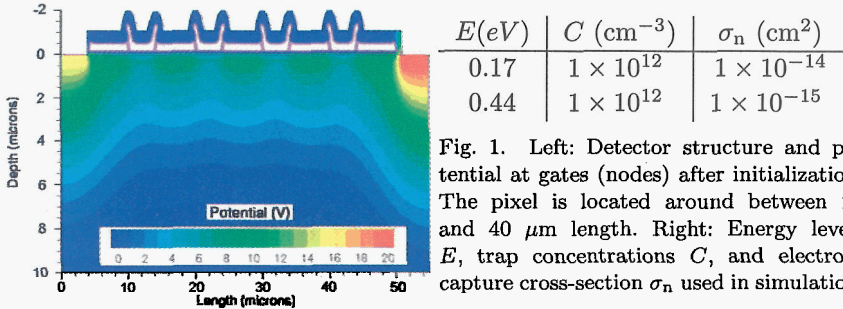 -2
0
2
4
6
8
10
Depth (microns)
Potential (V)
0 2 4 6 8 10 12 14 16 18 20
0 10 20 30 40 50
Length (microns)
E(eV) C (cm⁻³) σn (cm²)
0.17 1 × 10¹² 1 × 10⁻¹⁴
0.44 1 × 10¹² 1 × 10⁻¹⁵
Fig. 1. Left: Detector structure and p
tential at gates (nodes) after initialization
The pixel is located around between
and 40 μm length. Right: Energy leve
E, trap concentrations C, and electro
capture cross-section σn used in simulatio